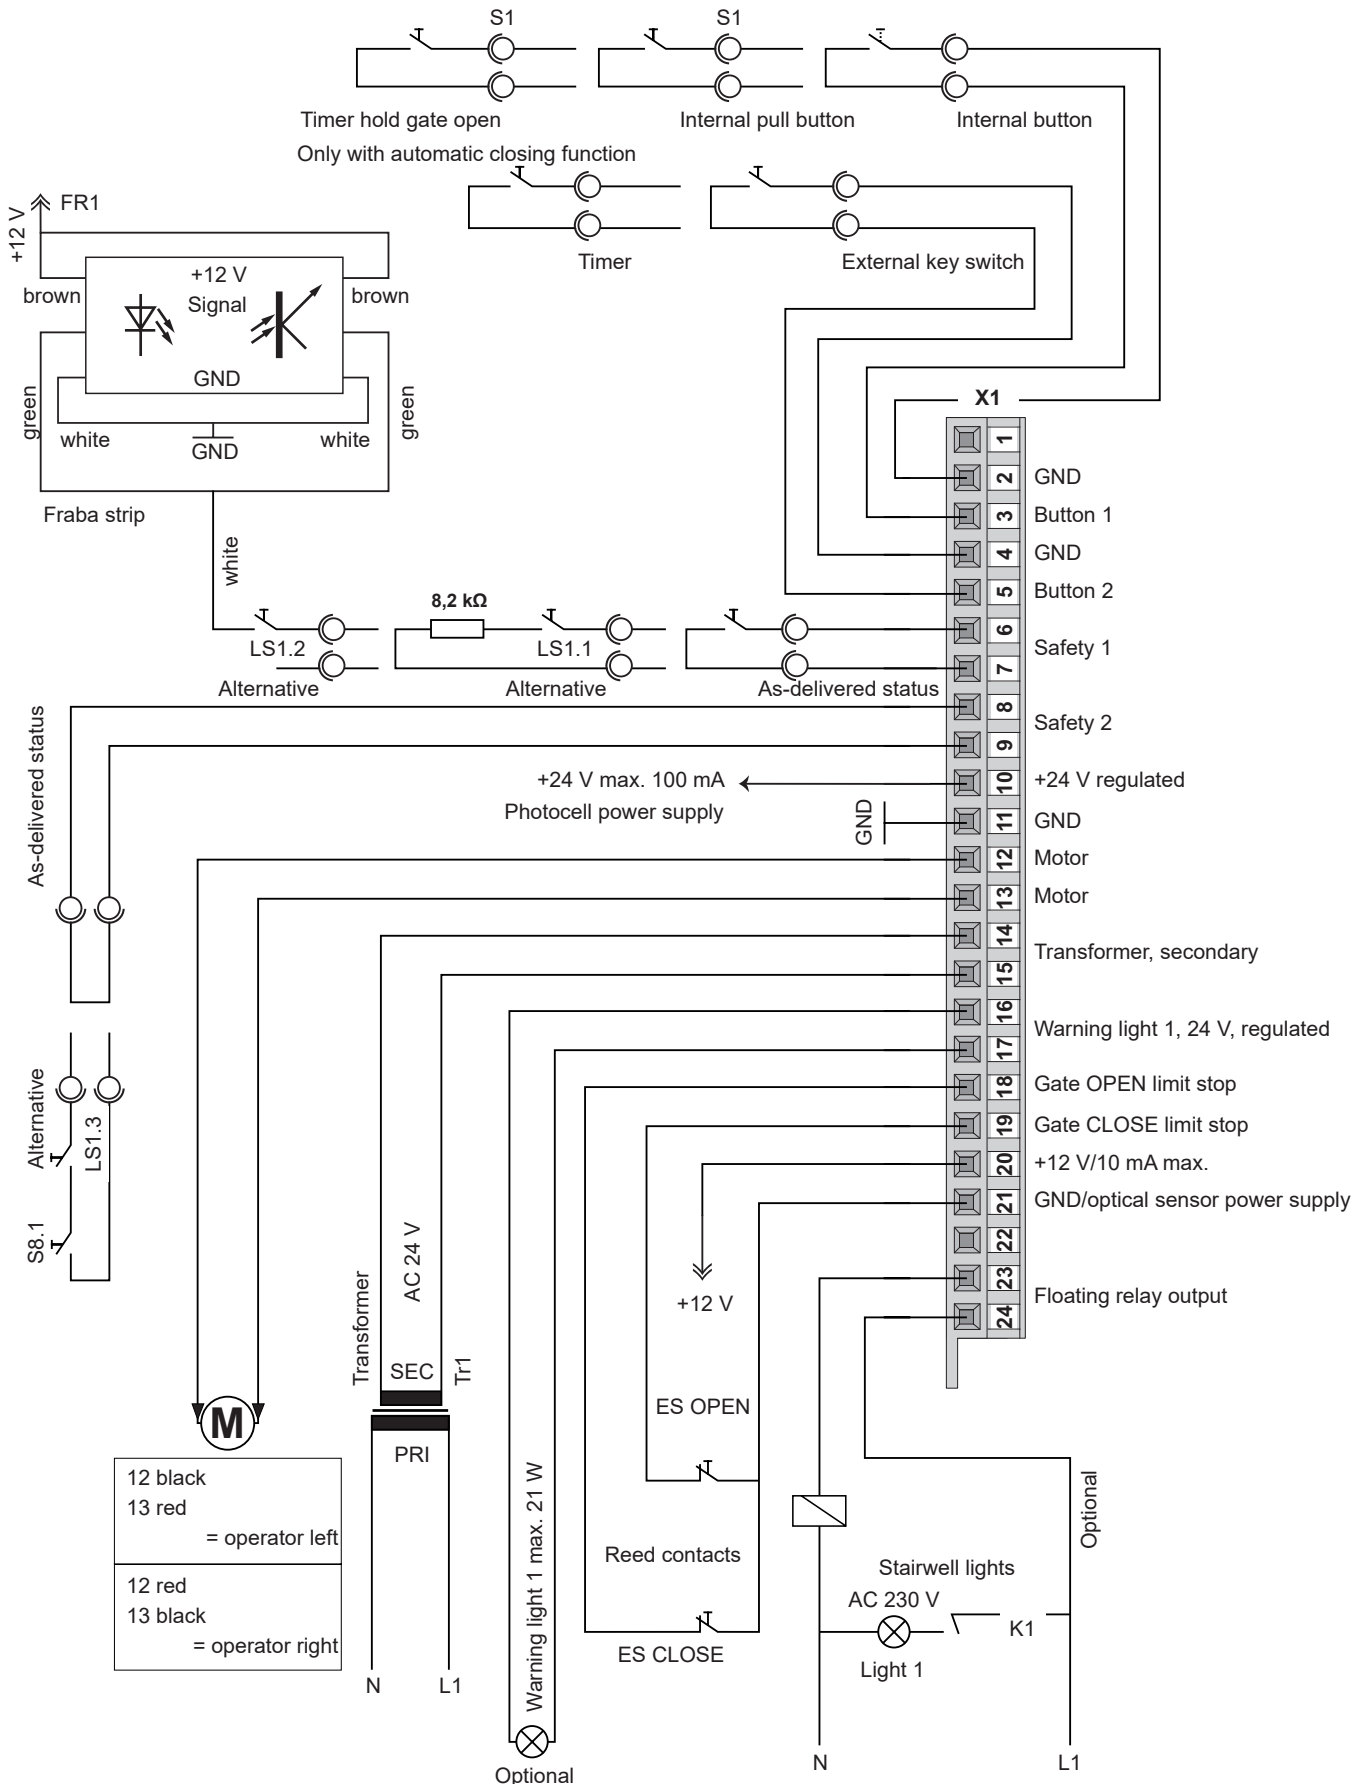 S1
S1
Timer hold gate open
Internal pull button
Internal button
Only with automatic closing function
FR1
+12 V
Timer
External key switch
+12 V
Signal
brown
brown
GND
green
green
white
white
GND
Fraba strip
white
X1
1
2 GND
3 Button 1
4 GND
5 Button 2
8,2 kΩ
6
Safety 1
7
LS1.2
LS1.1
Alternative
Alternative
As-delivered status
8
Safety 2
9
As-delivered status
+24 V max. 100 mA
Photocell power supply
10 +24 V regulated
GND
11 GND
12 Motor
13 Motor
14
Transformer, secondary
15
16
Warning light 1, 24 V, regulated
17
18 Gate OPEN limit stop
19 Gate CLOSE limit stop
20 +12 V/10 mA max.
21 GND/optical sensor power supply
22
23
Floating relay output
24
Alternative
LS1.3
S8.1
Transformer
AC 24 V
SEC
Tr1
PRI
N
L1
+12 V
M
12 black
13 red
= operator left
12 red
13 black
= operator right
Warning light 1 max. 21 W
Optional
ES OPEN
Reed contacts
ES CLOSE
Optional
Stairwell lights
AC 230 V
K1
Light 1
N
L1